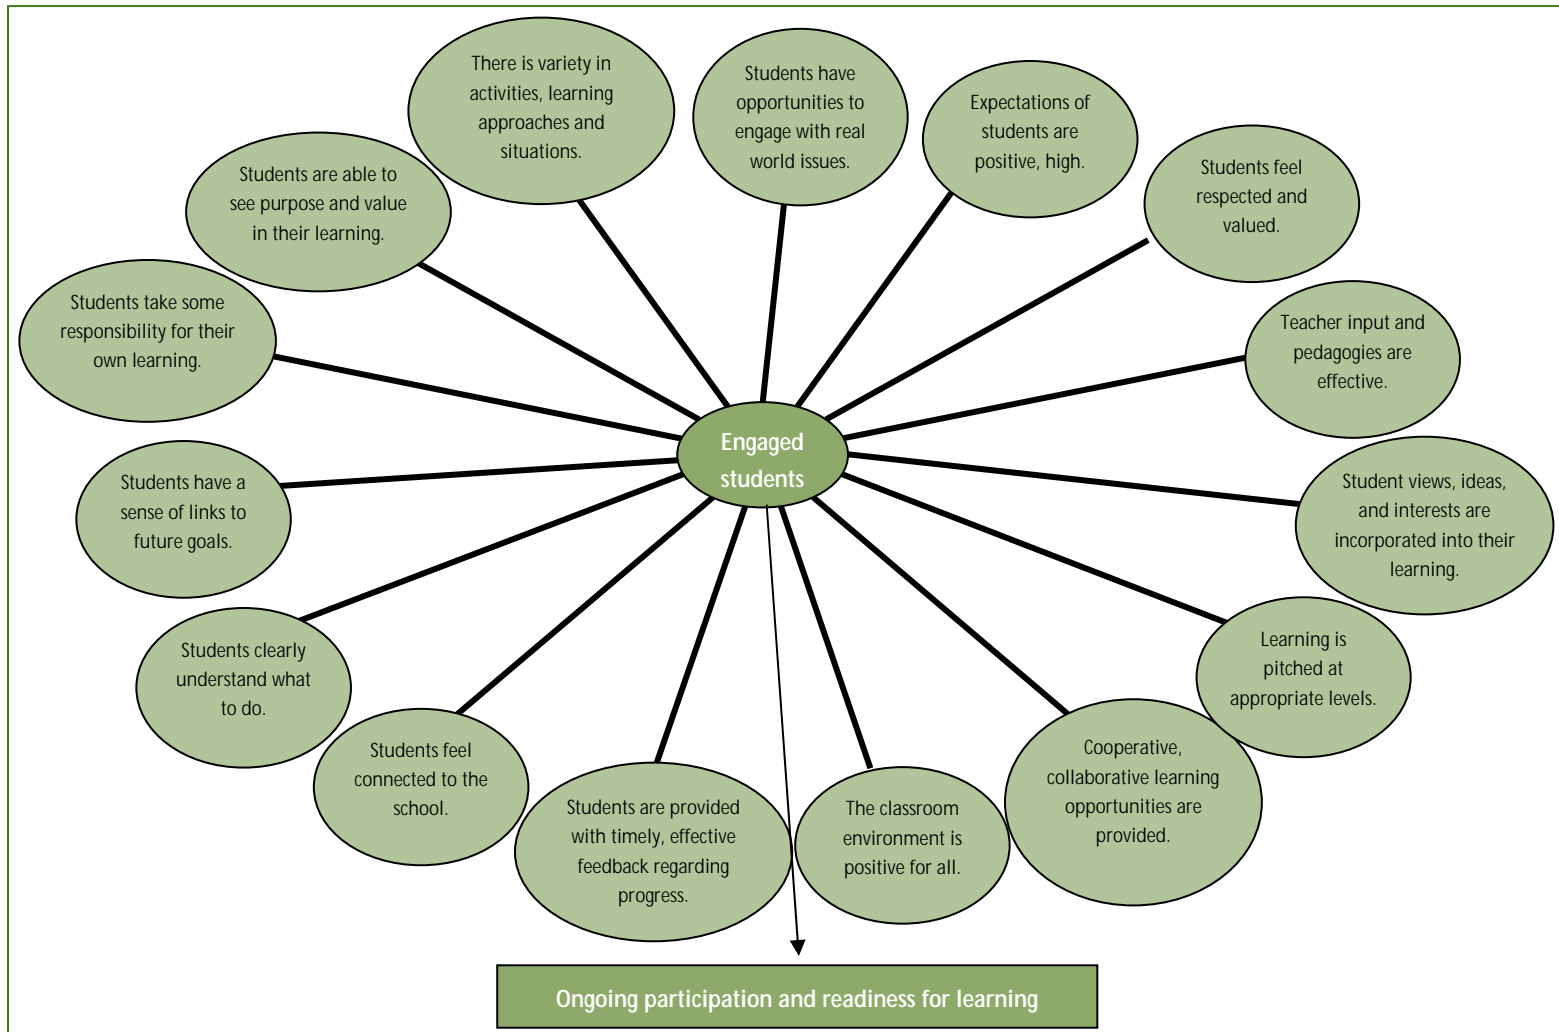 There is variety in
activities, learning
approaches and
situations.
Students have
opportunities to
engage with real
world issues.
Expectations of
students are
positive, high.
Students feel
respected and
valued.
Students are able to
see purpose and value
in their learning.
Students take some
responsibility for their
own learning.
Teacher input and
pedagogies are
effective.
Engaged
students
Students have a
sense of links to
future goals.
Student views, ideas,
and interests are
incorporated into their
learning.
Students clearly
understand what
to do.
Learning is
pitched at
appropriate levels.
Students feel
connected to the
school.
Students are provided
with timely, effective
feedback regarding
progress.
The classroom
environment is
positive for all.
Cooperative,
collaborative learning
opportunities are
provided.
Ongoing participation and readiness for learning